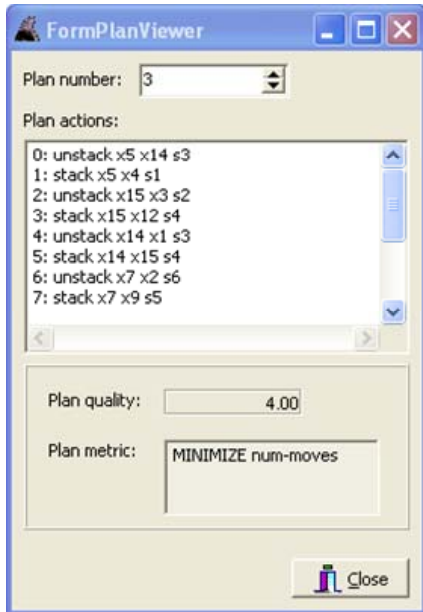 FormPlanViewer
Plan number: 3
Plan actions:
0: unstack x5 x14 s3
1: stack x5 x4 s1
2: unstack x15 x3 s2
3: stack x15 x12 s4
4: unstack x14 x1 s3
5: stack x14 x15 s4
6: unstack x7 x2 s6
7: stack x7 x9 s5
Plan quality: 4.00
Plan metric: MINIMIZE num-moves
Close